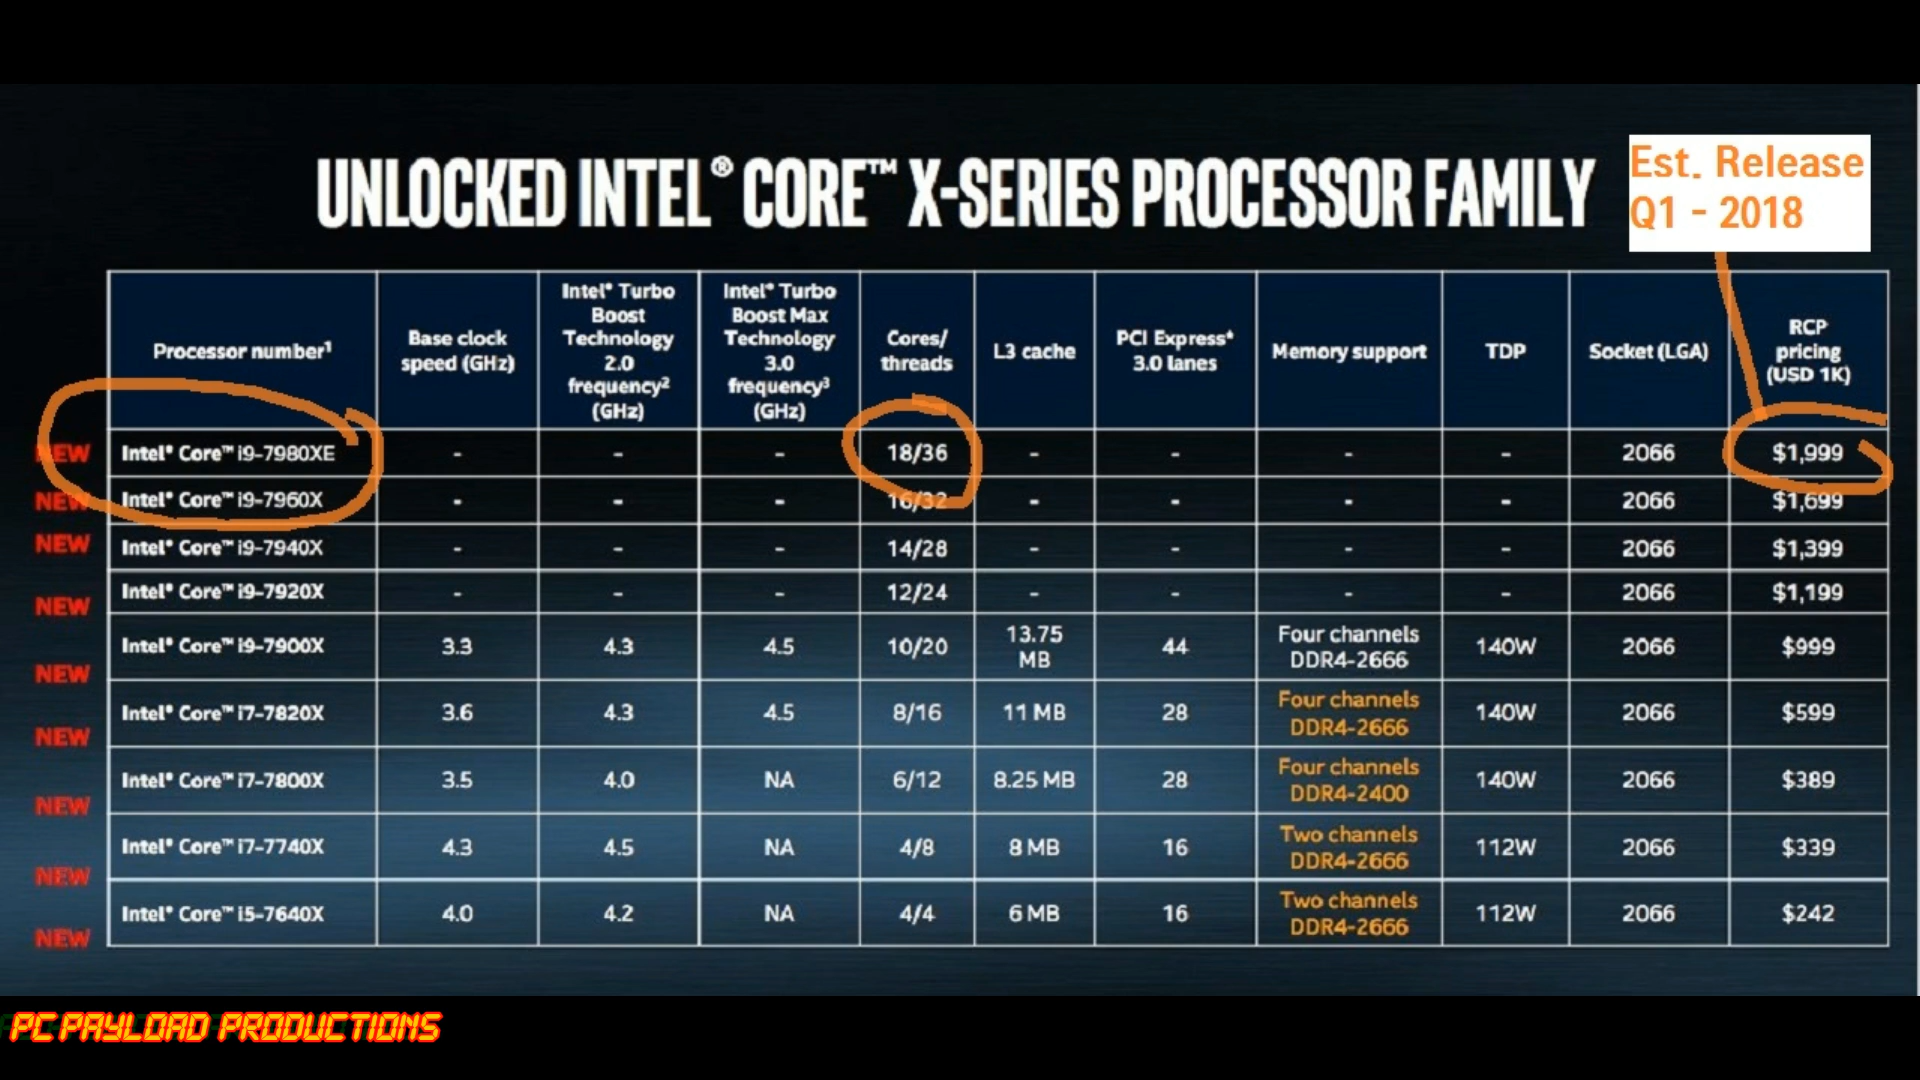 Est. Release
Q1 - 2018
UNLOCKED INTEL® CORE™ X-SERIES PROCESSOR FAMILY
Processor number¹ Base clock speed (GHz) Intel® Turbo Boost Technology 2.0 frequency² (GHz) Intel® Turbo Boost Max Technology 3.0 frequency³ (GHz) Cores/ threads L3 cache PCI Express* 3.0 lanes Memory support TDP Socket (LGA) RCP pricing (USD 1K)
NEW Intel® Core™ i9-7980XE - - - 18/36 - - - - 2066 $1,999
NEW Intel® Core™ i9-7960X - - - 16/32 - - - - 2066 $1,699
NEW Intel® Core™ i9-7940X - - - 14/28 - - - - 2066 $1,399
NEW Intel® Core™ i9-7920X - - - 12/24 - - - - 2066 $1,199
NEW Intel® Core™ i9-7900X 3.3 4.3 4.5 10/20 13.75 MB 44 Four channels DDR4-2666 140W 2066 $999
NEW Intel® Core™ i7-7820X 3.6 4.3 4.5 8/16 11 MB 28 Four channels DDR4-2666 140W 2066 $599
NEW Intel® Core™ i7-7800X 3.5 4.0 NA 6/12 8.25 MB 28 Four channels DDR4-2400 140W 2066 $389
NEW Intel® Core™ i7-7740X 4.3 4.5 NA 4/8 8 MB 16 Two channels DDR4-2666 112W 2066 $339
NEW Intel® Core™ i5-7640X 4.0 4.2 NA 4/4 6 MB 16 Two channels DDR4-2666 112W 2066 $242
PC PAYLOAD PRODUCTIONS